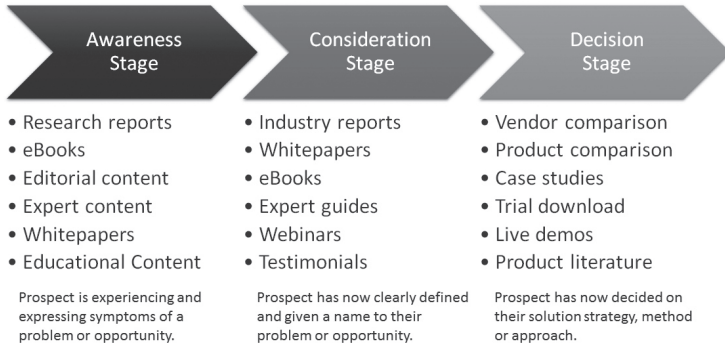 Awareness
Stage
Consideration
Stage
Decision
Stage
• Research reports
• eBooks
• Editorial content
• Expert content
• Whitepapers
• Educational Content
Prospect is experiencing and
expressing symptoms of a
problem or opportunity.
• Industry reports
• Whitepapers
• eBooks
• Expert guides
• Webinars
• Testimonials
Prospect has now clearly defined
and given a name to their
problem or opportunity.
• Vendor comparison
• Product comparison
• Case studies
• Trial download
• Live demos
• Product literature
Prospect has now decided on
their solution strategy, method
or approach.